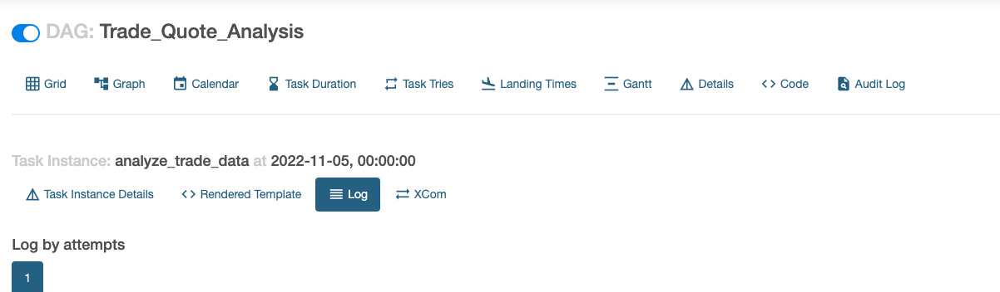 DAG: Trade_Quote_Analysis
Grid Graph Calendar Task Duration Task Tries Landing Times Gantt Details <> Code Audit Log
Task Instance: analyze_trade_data at 2022-11-05, 00:00:00
Task Instance Details <> Rendered Template Log XCom
Log by attempts
1